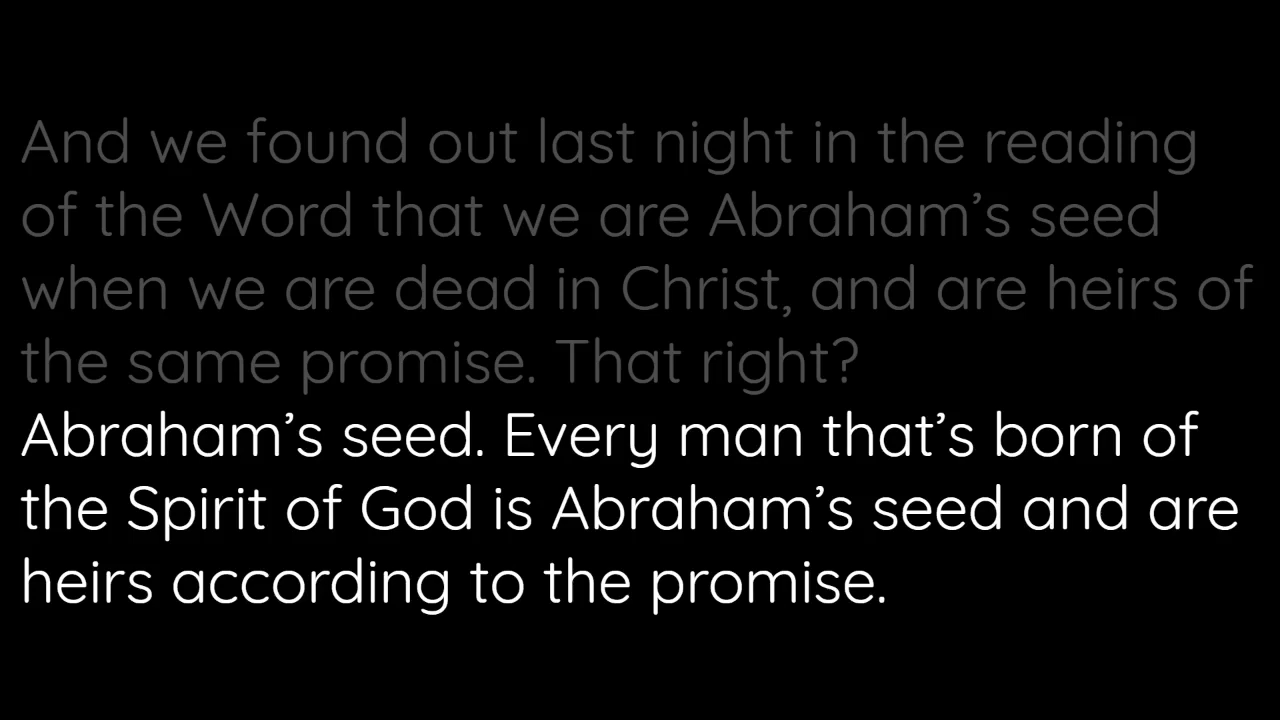 And we found out last night in the reading
of the Word that we are Abraham’s seed
when we are dead in Christ, and are heirs of
the same promise. That right?
Abraham’s seed. Every man that’s born of
the Spirit of God is Abraham’s seed and are
heirs according to the promise.